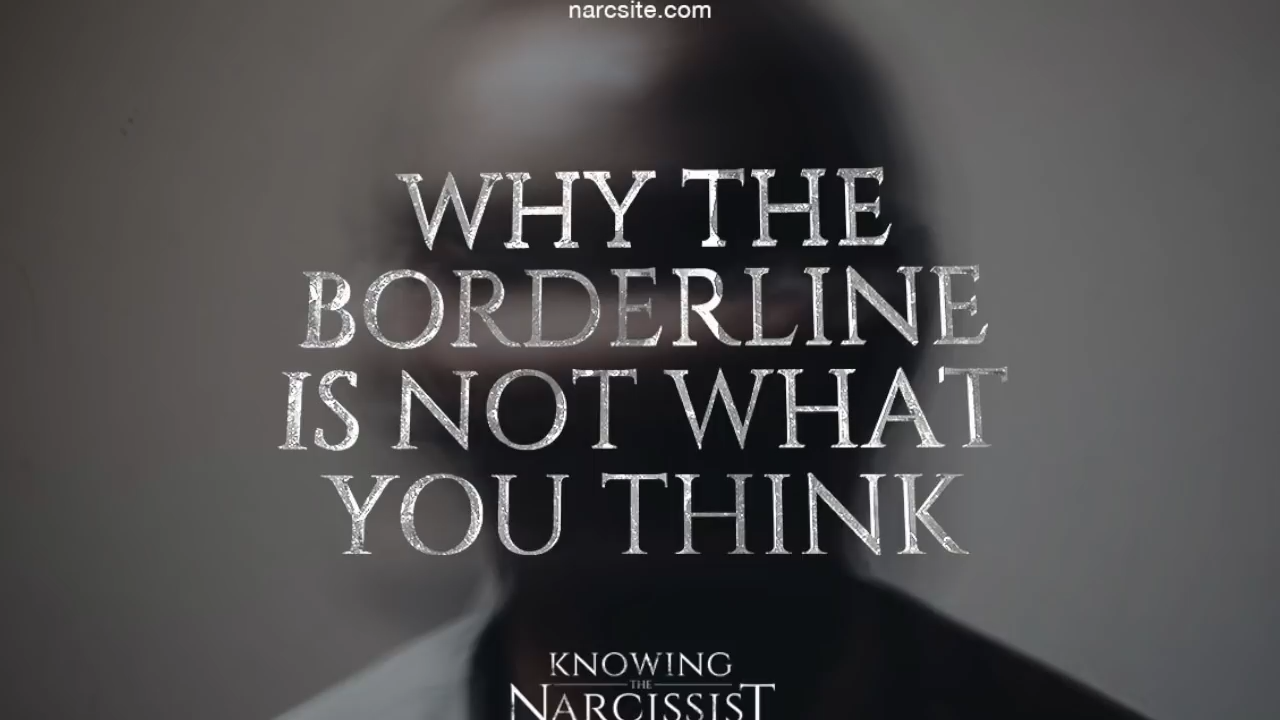 narcsite.com
WHY THE
BORDERLINE
IS NOT WHAT
YOU THINK
KNOWING
THE
NARCISSIST